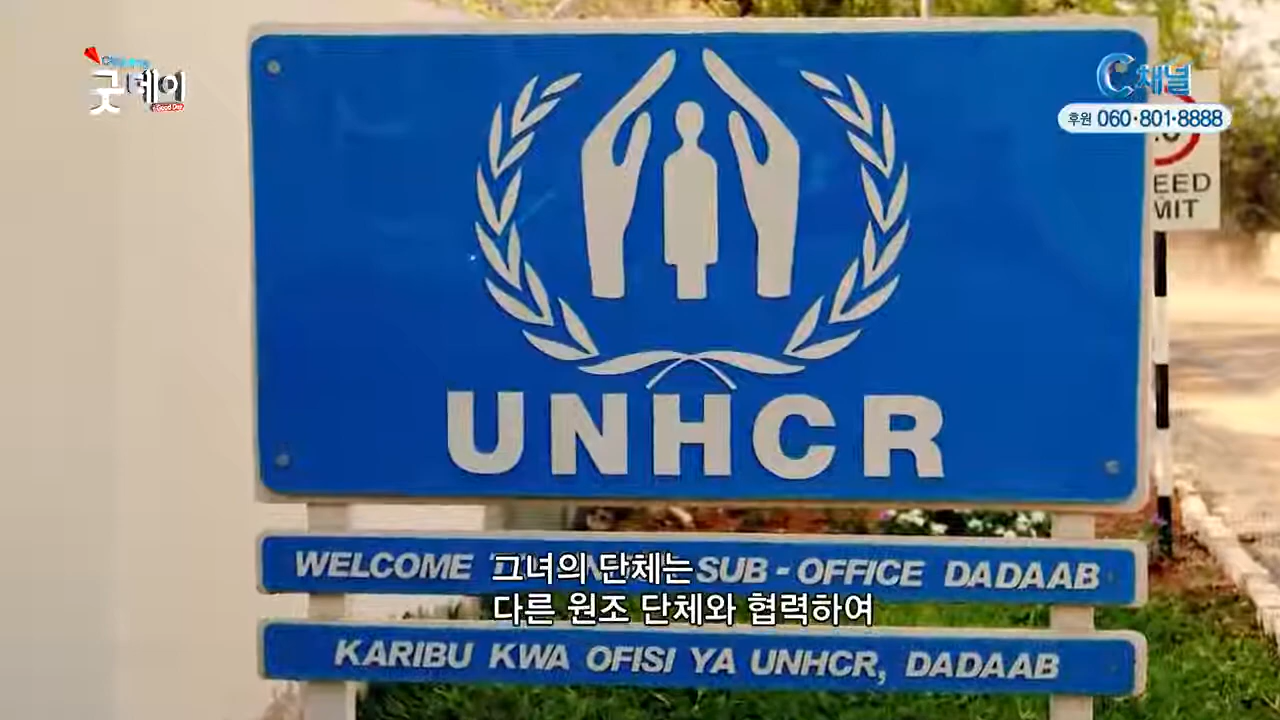 굿데이
a Good Day
C채널
후원 060·801·8888
EED
MIT
UNHCR
WELCOME SUB - OFFICE DADAAB
그녀의 단체는
다른 원조 단체와 협력하여
KARIBU KWA OFISI YA UNHCR, DADAAB